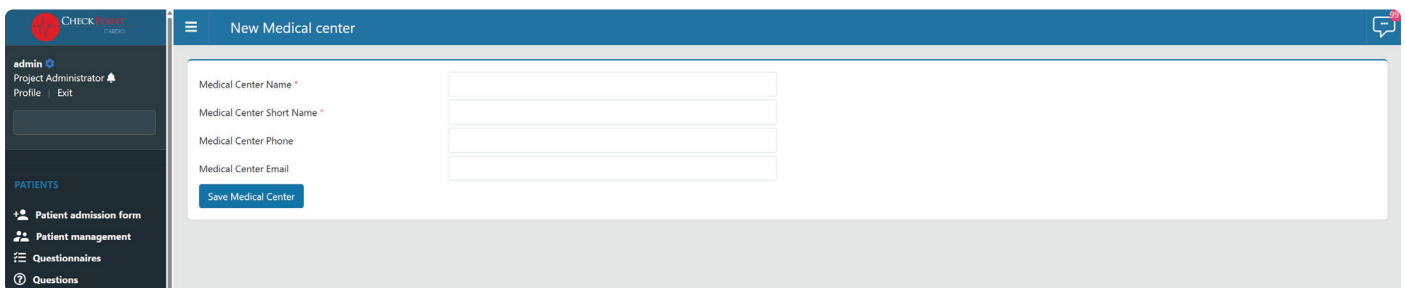 CHECKPOINT
CARDIO
New Medical center
99
admin
Project Administrator
Profile | Exit
Medical Center Name *
Medical Center Short Name *
Medical Center Phone
Medical Center Email
Save Medical Center
PATIENTS
Patient admission form
Patient management
Questionnaires
Questions